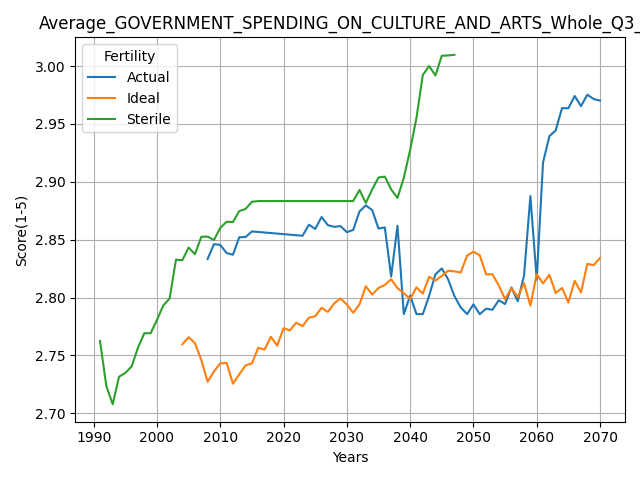 Average_GOVERNMENT_SPENDING_ON_CULTURE_AND_ARTS_Whole_Q3_
Fertility
Actual
Ideal
Sterile
Score(1-5)
3.00
2.95
2.90
2.85
2.80
2.75
2.70
1990 2000 2010 2020 2030 2040 2050 2060 2070
Years